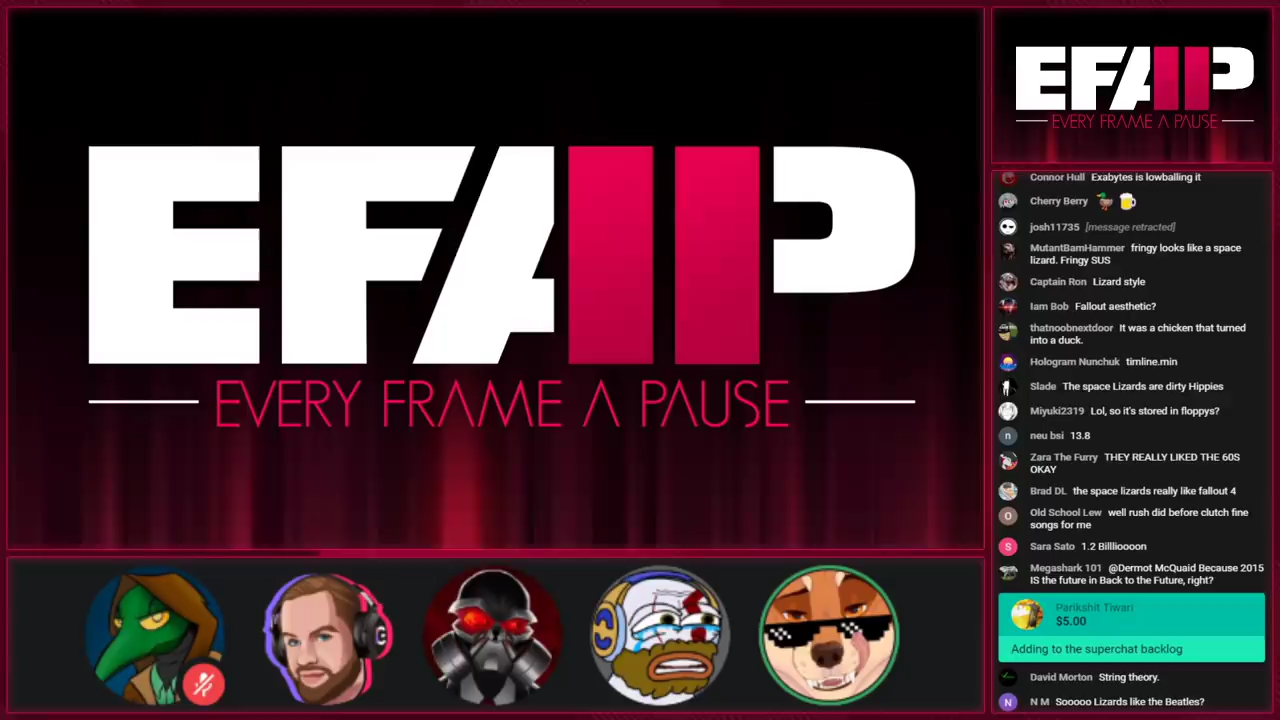 EFAP
EVERY FRAME A PAUSE
EFAP
EVERY FRAME A PAUSE
Connor Hull Exabytes is lowballing it
Cherry Berry
josh11735 [message retracted]
MutantBamHammer fringy looks like a space
lizard. Fringy SUS
Captain Ron Lizard style
Iam Bob Fallout aesthetic?
thatnoobnextdoor It was a chicken that turned
into a duck.
Hologram Nunchuk timline.min
Slade The space Lizards are dirty Hippies
Miyuki2319 Lol, so it's stored in floppys?
n neu bsi 13.8
Zara The Furry THEY REALLY LIKED THE 60S
OKAY
Brad DL the space lizards really like fallout 4
O Old School Lew well rush did before clutch fine
songs for me
S Sara Sato 1.2 Billlioooon
Megashark 101 @Dermot McQuaid Because 2015
IS the future in Back to the Future, right?
Parikshit Tiwari
$5.00
Adding to the superchat backlog
David Morton String theory.
N N M Sooooo Lizards like the Beatles?